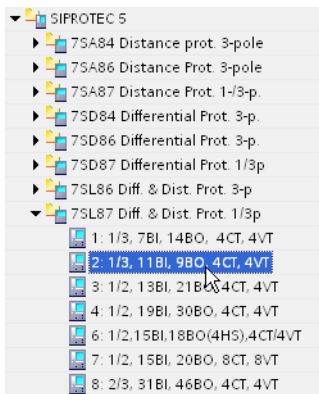 SIPROTEC 5
7SA84 Distance prot. 3-pole
7SA86 Distance Prot. 3-pole
7SA87 Distance Prot. 1-/3-p.
7SD84 Differential Prot. 3-p.
7SD86 Differential Prot. 3-p.
7SD87 Differential Prot. 1/3p
7SL86 Diff. & Dist. Prot. 3-p
7SL87 Diff. & Dist. Prot. 1/3p
1: 1/3, 7BI, 14BO, 4CT, 4VT
2: 1/3, 11BI, 9BO, 4CT, 4VT
3: 1/2, 13BI, 21BO, 4CT, 4VT
4: 1/2, 19BI, 30BO, 4CT, 4VT
6: 1/2,15BI,18BO(4HS),4CT/4VT
7: 1/2, 15BI, 20BO, 8CT, 8VT
8: 2/3, 31BI, 46BO, 4CT, 4VT